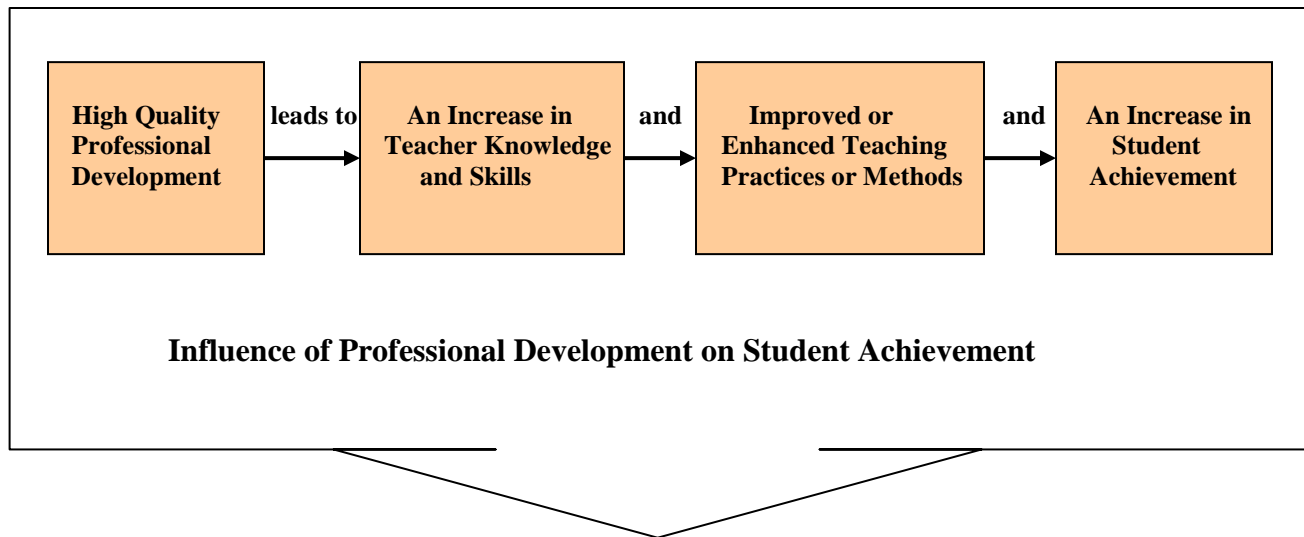 High Quality
Professional
Development
leads to
An Increase in
Teacher Knowledge
and Skills
and
Improved or
Enhanced Teaching
Practices or Methods
and
An Increase in
Student
Achievement
Influence of Professional Development on Student Achievement